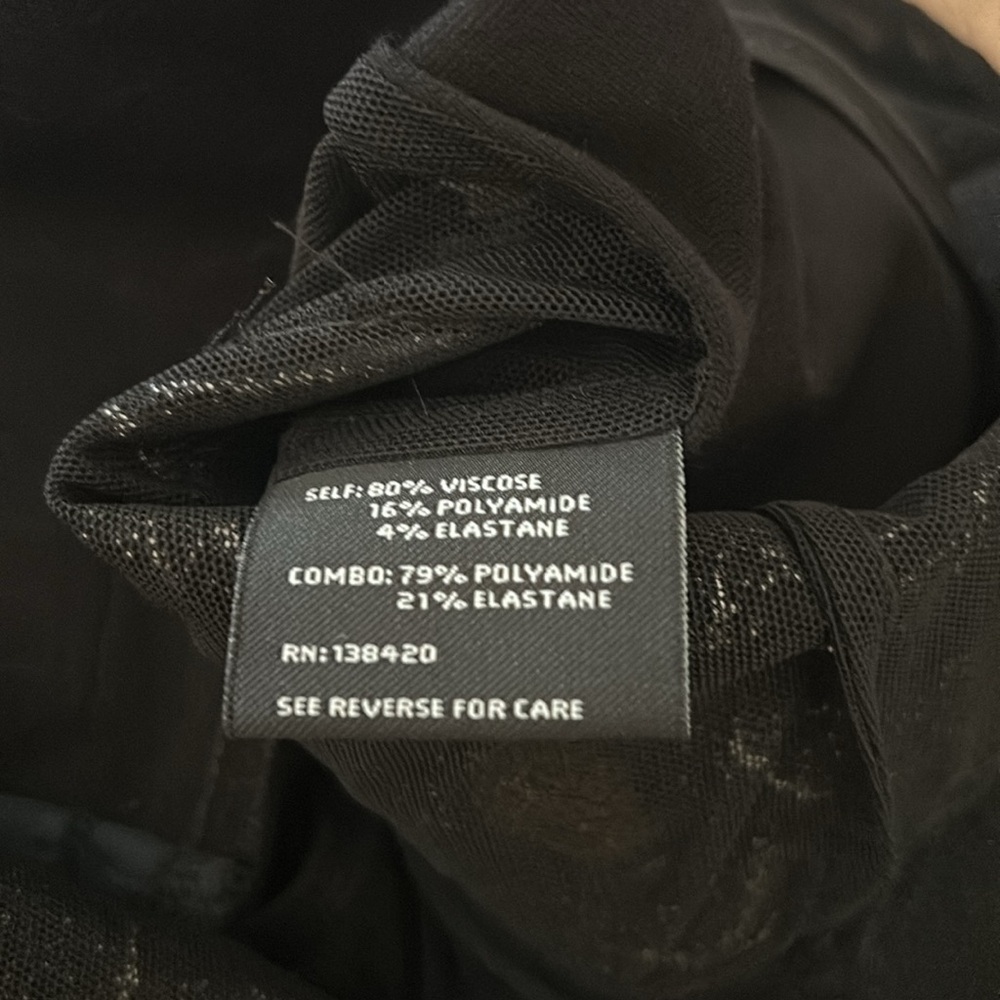 SELF: 80% VISCOSE
16% POLYAMIDE
4% ELASTANE
COMBO: 79% POLYAMIDE
21% ELASTANE
RN: 138420
SEE REVERSE FOR CARE